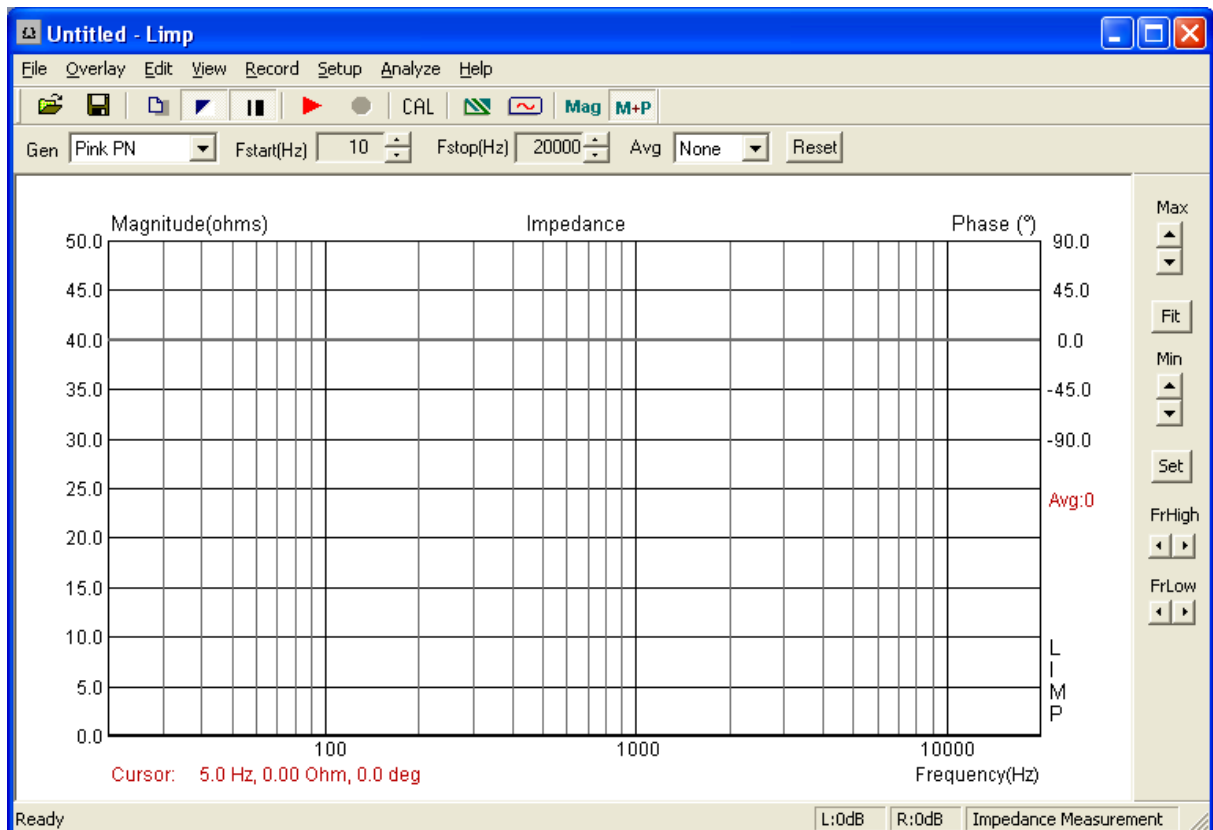 Untitled - Limp
File Overlay Edit View Record Setup Analyze Help
CAL Mag M+P
Gen Pink PN Fstart(Hz) 10 Fstop(Hz) 20000 Avg None Reset
Magnitude(ohms) Impedance Phase (°)
50.0 90.0
45.0 45.0
40.0 0.0
35.0 -45.0
30.0 -90.0
25.0
Avg:0
20.0
15.0
10.0
5.0
0.0
L
I
M
P
100 1000 10000
Cursor: 5.0 Hz, 0.00 Ohm, 0.0 deg Frequency(Hz)
Max
Fit
Min
Set
FrHigh
FrLow
Ready L:0dB R:0dB Impedance Measurement